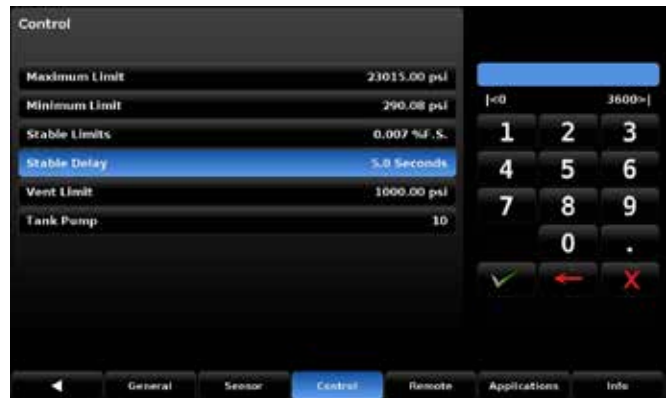 Control
Maximum Limit 23015.00 psi
Minimum Limit 290.08 psi
Stable Limits 0.007 %F.S.
Stable Delay 5.0 Seconds
Vent Limit 1000.00 psi
Tank Pump 10
|<0 3600>|
1 2 3
4 5 6
7 8 9
0 .
General Sensor Control Remote Applications Info